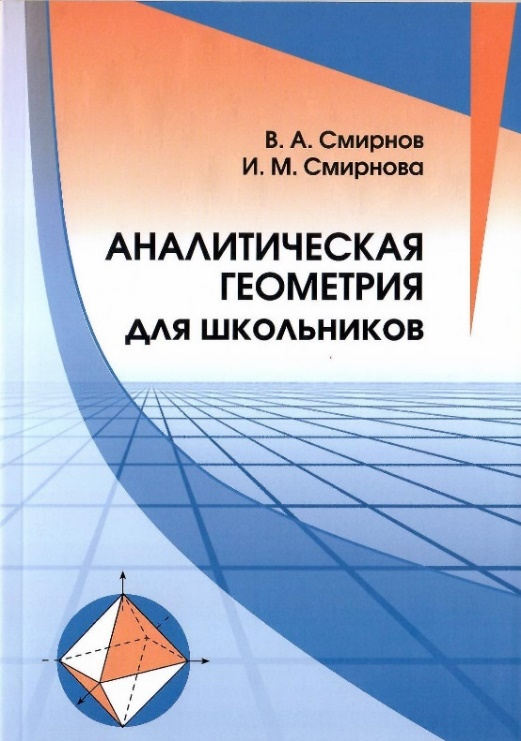 В. А. Смирнов
И. М. Смирнова
АНАЛИТИЧЕСКАЯ
ГЕОМЕТРИЯ
ДЛЯ ШКОЛЬНИКОВ